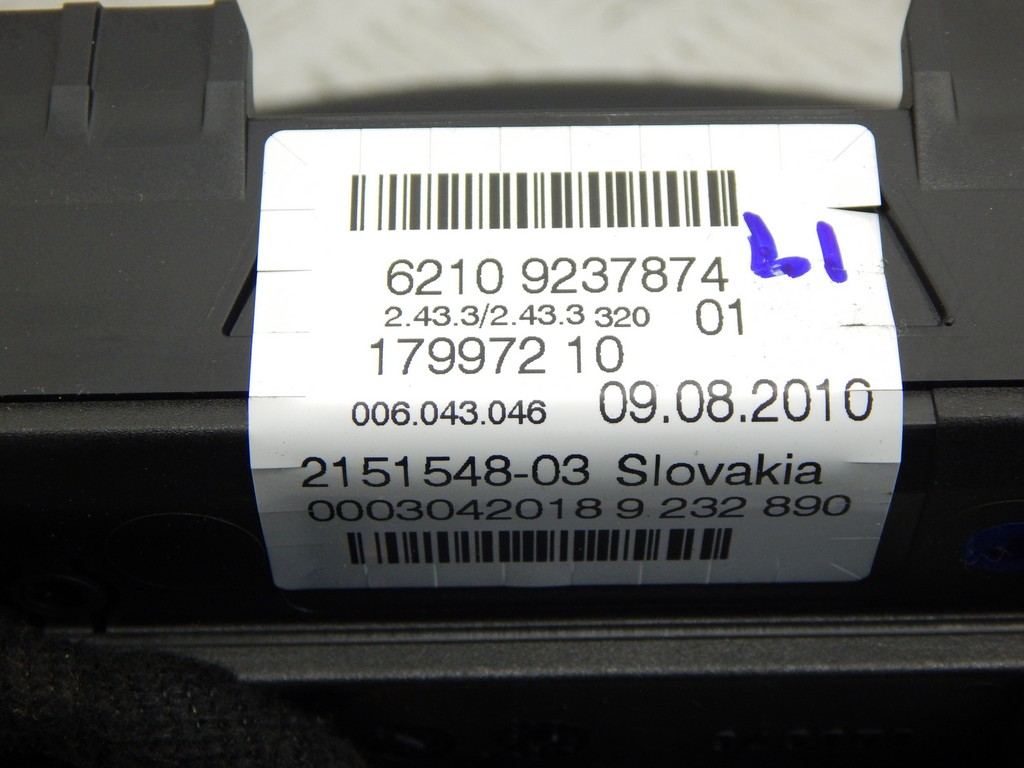 6210 9237874
2.43.3/2.43.3 320 01
179972 10
006.043.046 09.08.2010
2151548-03 Slovakia
0003042018 9 232 890